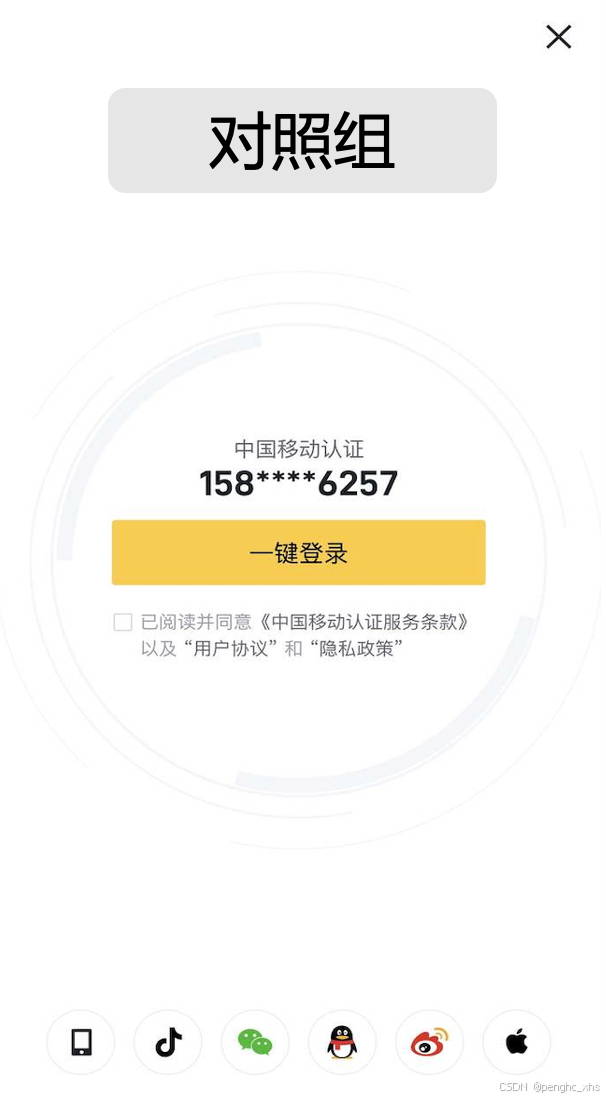 对照组
中国移动认证
158****6257
一键登录
已阅读并同意《中国移动认证服务条款》
以及“用户协议”和“隐私政策”
CSDN @penghc_xhs